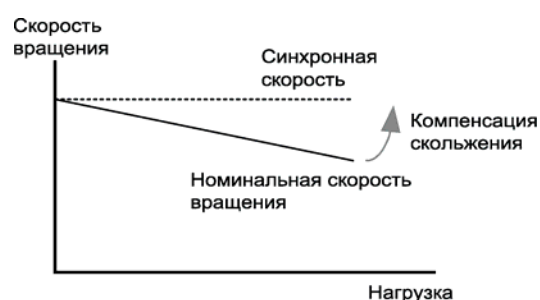 Скорость
вращения
Синхронная
скорость
Компенсация
скольжения
Номинальная скорость
вращения
Нагрузка